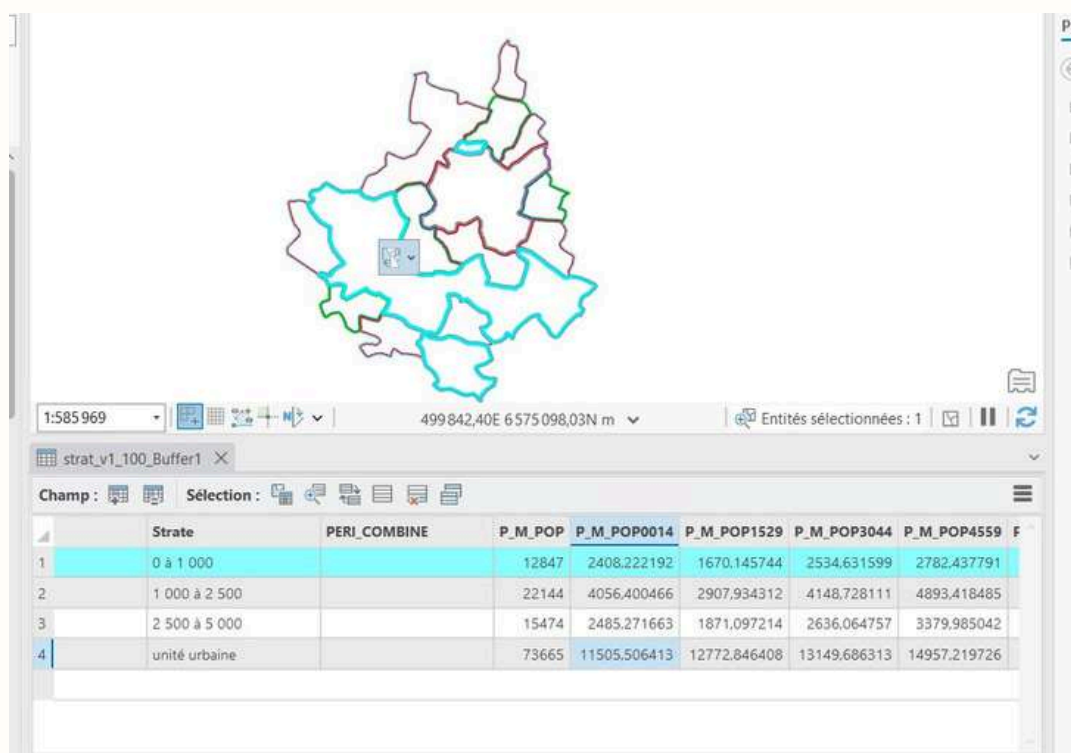 P
1:585 969 N 499 842,40E 6 575 098,03N m Entités sélectionnées : 1
strat_v1_100_Buffer1
Champ : Sélection :
Strate PERI_COMBINE P_M_POP P_M_POP0014 P_M_POP1529 P_M_POP3044 P_M_POP4559 P
1 0 à 1 000 12847 2408,222192 1670,145744 2534,631599 2782,437791
2 1 000 à 2 500 22144 4056,400466 2907,934312 4148,728111 4893,418485
3 2 500 à 5 000 15474 2485,271663 1871,097214 2636,064757 3379,985042
4 unité urbaine 73665 11505,506413 12772,846408 13149,686313 14957,219726